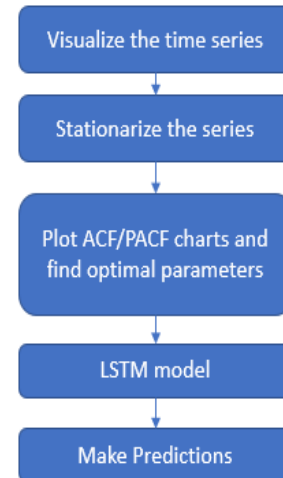 Visualize the time series
Stationarize the series
Plot ACF/PACF charts and
find optimal parameters
LSTM model
Make Predictions